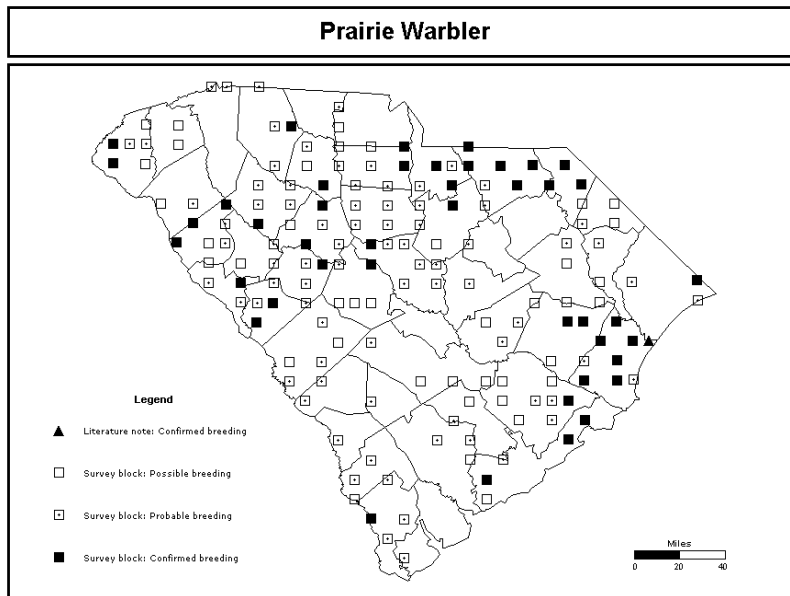 Prairie Warbler
Legend
Literature note: Confirmed breeding
Survey block: Possible breeding
Survey block: Probable breeding
Survey block: Confirmed breeding
Miles
0 20 40